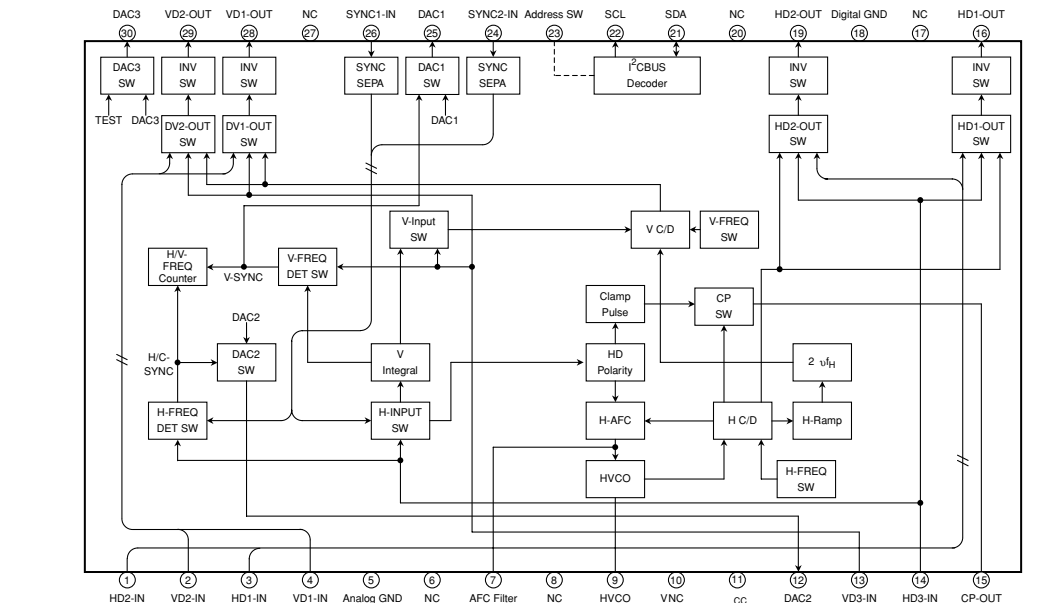 DAC3 VD2-OUT VD1-OUT NC SYNC1-IN DAC1 SYNC2-IN Address SW SCL SDA NC HD2-OUT Digital GND NC HD1-OUT
30 29 28 27 26 25 24 23 22 21 20 19 18 17 16
DAC3 SW
INV SW
INV SW
SYNC SEPA
DAC1 SW
SYNC SEPA
I2CBUS Decoder
INV SW
INV SW
TEST DAC3
DAC1
DV2-OUT SW
DV1-OUT SW
HD2-OUT SW
HD1-OUT SW
V-Input SW
V C/D
V-FREQ SW
H/V-FREQ Counter
V-SYNC
V-FREQ DET SW
Clamp Pulse
CP SW
DAC2
H/C-SYNC
DAC2 SW
V Integral
HD Polarity
2 υfH
H-FREQ DET SW
H-INPUT SW
H-AFC
H C/D
H-Ramp
HVCO
H-FREQ SW
1 2 3 4 5 6 7 8 9 10 11 12 13 14 15
HD2-IN VD2-IN HD1-IN VD1-IN Analog GND NC AFC Filter NC HVCO VNC CC DAC2 VD3-IN HD3-IN CP-OUT